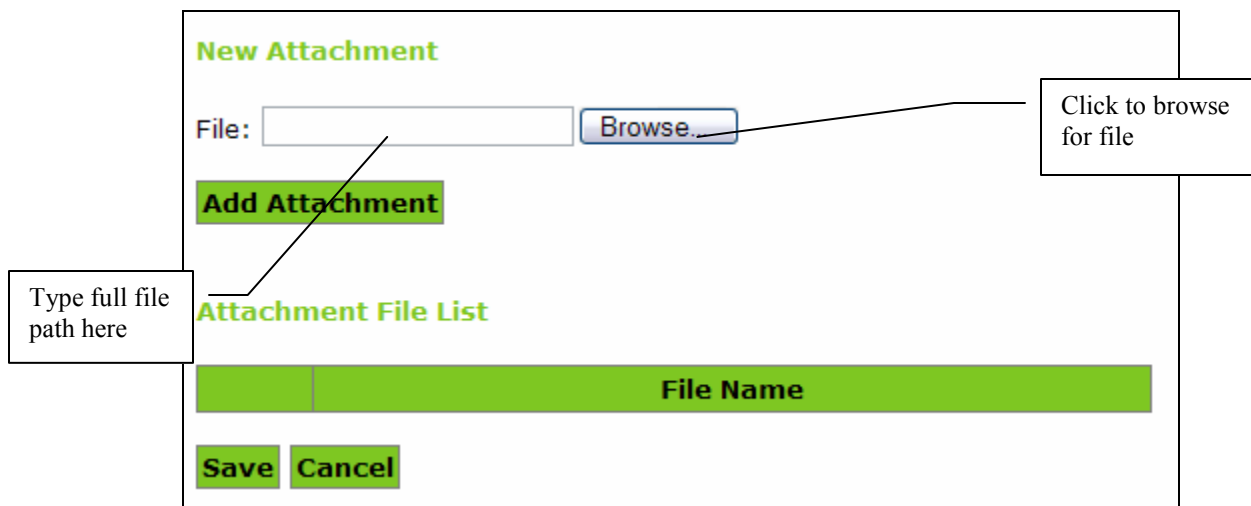 New Attachment
File:
Browse...
Click to browse
for file
Add Attachment
Type full file
path here
Attachment File List
File Name
Save Cancel